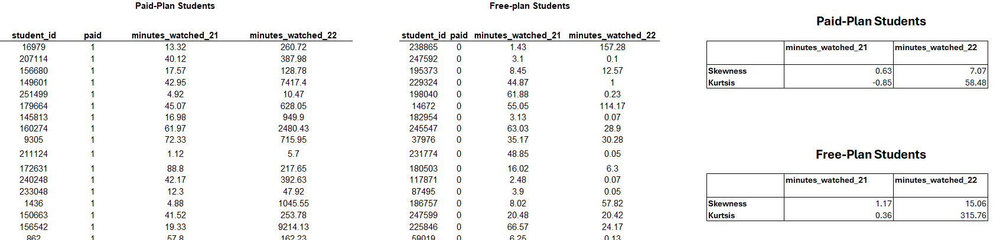 Paid-Plan Students
student_id paid minutes_watched_21 minutes_watched_22
16979 1 13.32 260.72
207114 1 40.12 387.98
156680 1 17.57 128.78
149601 1 42.95 7417.4
251499 1 4.92 10.47
179664 1 45.07 628.05
145813 1 16.98 949.9
160274 1 61.97 2480.43
9305 1 72.33 715.95
211124 1 1.12 5.7
172631 1 88.8 217.65
240248 1 42.17 392.63
233048 1 12.3 47.92
1436 1 4.88 1045.55
150663 1 41.52 253.78
156542 1 19.33 9214.13
862 1 57.8 162.23
Free-plan Students
student_id paid minutes_watched_21 minutes_watched_22
238865 0 1.43 157.28
247592 0 3.1 0.1
195373 0 8.45 12.57
229324 0 44.87 1
198040 0 61.88 0.23
14672 0 55.05 114.17
182954 0 3.13 0.07
245547 0 63.03 28.9
37976 0 35.17 30.28
231774 0 48.85 0.05
180503 0 16.02 6.3
117871 0 2.48 0.07
87495 0 3.9 0.05
186757 0 8.02 57.82
247599 0 20.48 20.42
225846 0 66.57 24.17
59019 0 6.25 0.13
Paid-Plan Students
minutes_watched_21 minutes_watched_22
Skewness 0.63 7.07
Kurtsis -0.85 58.48
Free-Plan Students
minutes_watched_21 minutes_watched_22
Skewness 1.17 15.06
Kurtsis 0.36 315.76